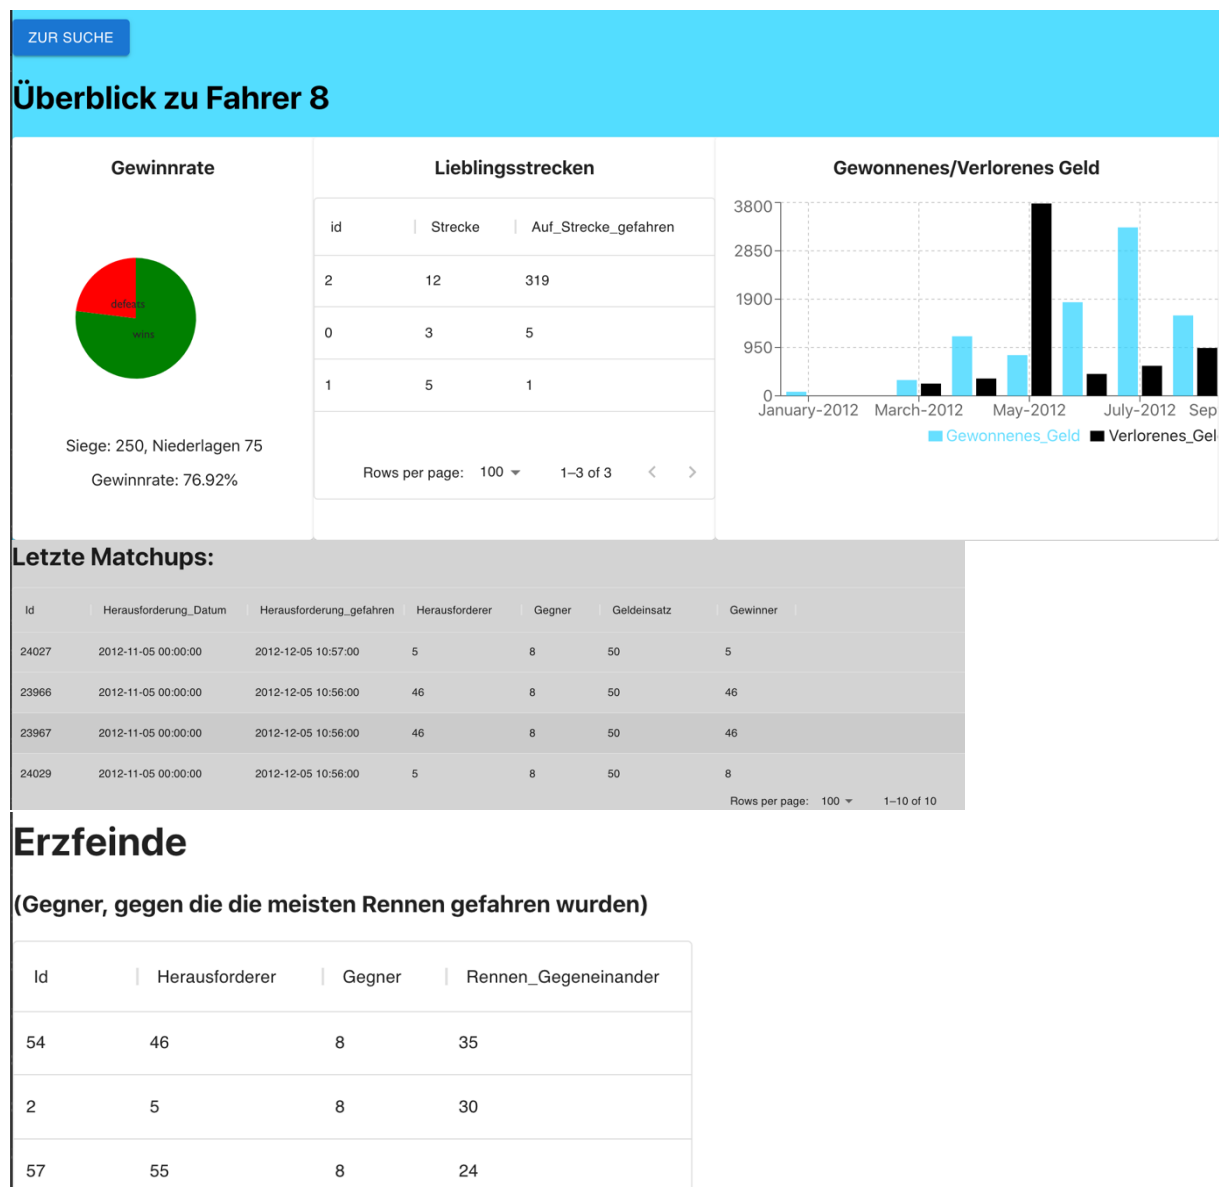 ZUR SUCHE
Überblick zu Fahrer 8
Gewinnrate
defeats
wins
Siege: 250, Niederlagen 75
Gewinnrate: 76.92%
Lieblingsstrecken
id Strecke Auf_Strecke_gefahren
2 12 319
0 3 5
1 5 1
Rows per page: 100 1–3 of 3
Gewonnenes/Verlorenes Geld
3800
2850
1900
950
0
January-2012 March-2012 May-2012 July-2012 Sep
Gewonnenes_Geld Verlorenes_Gel
Letzte Matchups:
Id Herausforderung_Datum Herausforderung_gefahren Herausforderer Gegner Geldeinsatz Gewinner
24027 2012-11-05 00:00:00 2012-12-05 10:57:00 5 8 50 5
23966 2012-11-05 00:00:00 2012-12-05 10:56:00 46 8 50 46
23967 2012-11-05 00:00:00 2012-12-05 10:56:00 46 8 50 46
24029 2012-11-05 00:00:00 2012-12-05 10:56:00 5 8 50 8
Rows per page: 100 1–10 of 10
Erzfeinde
(Gegner, gegen die die meisten Rennen gefahren wurden)
Id Herausforderer Gegner Rennen_Gegeneinander
54 46 8 35
2 5 8 30
57 55 8 24